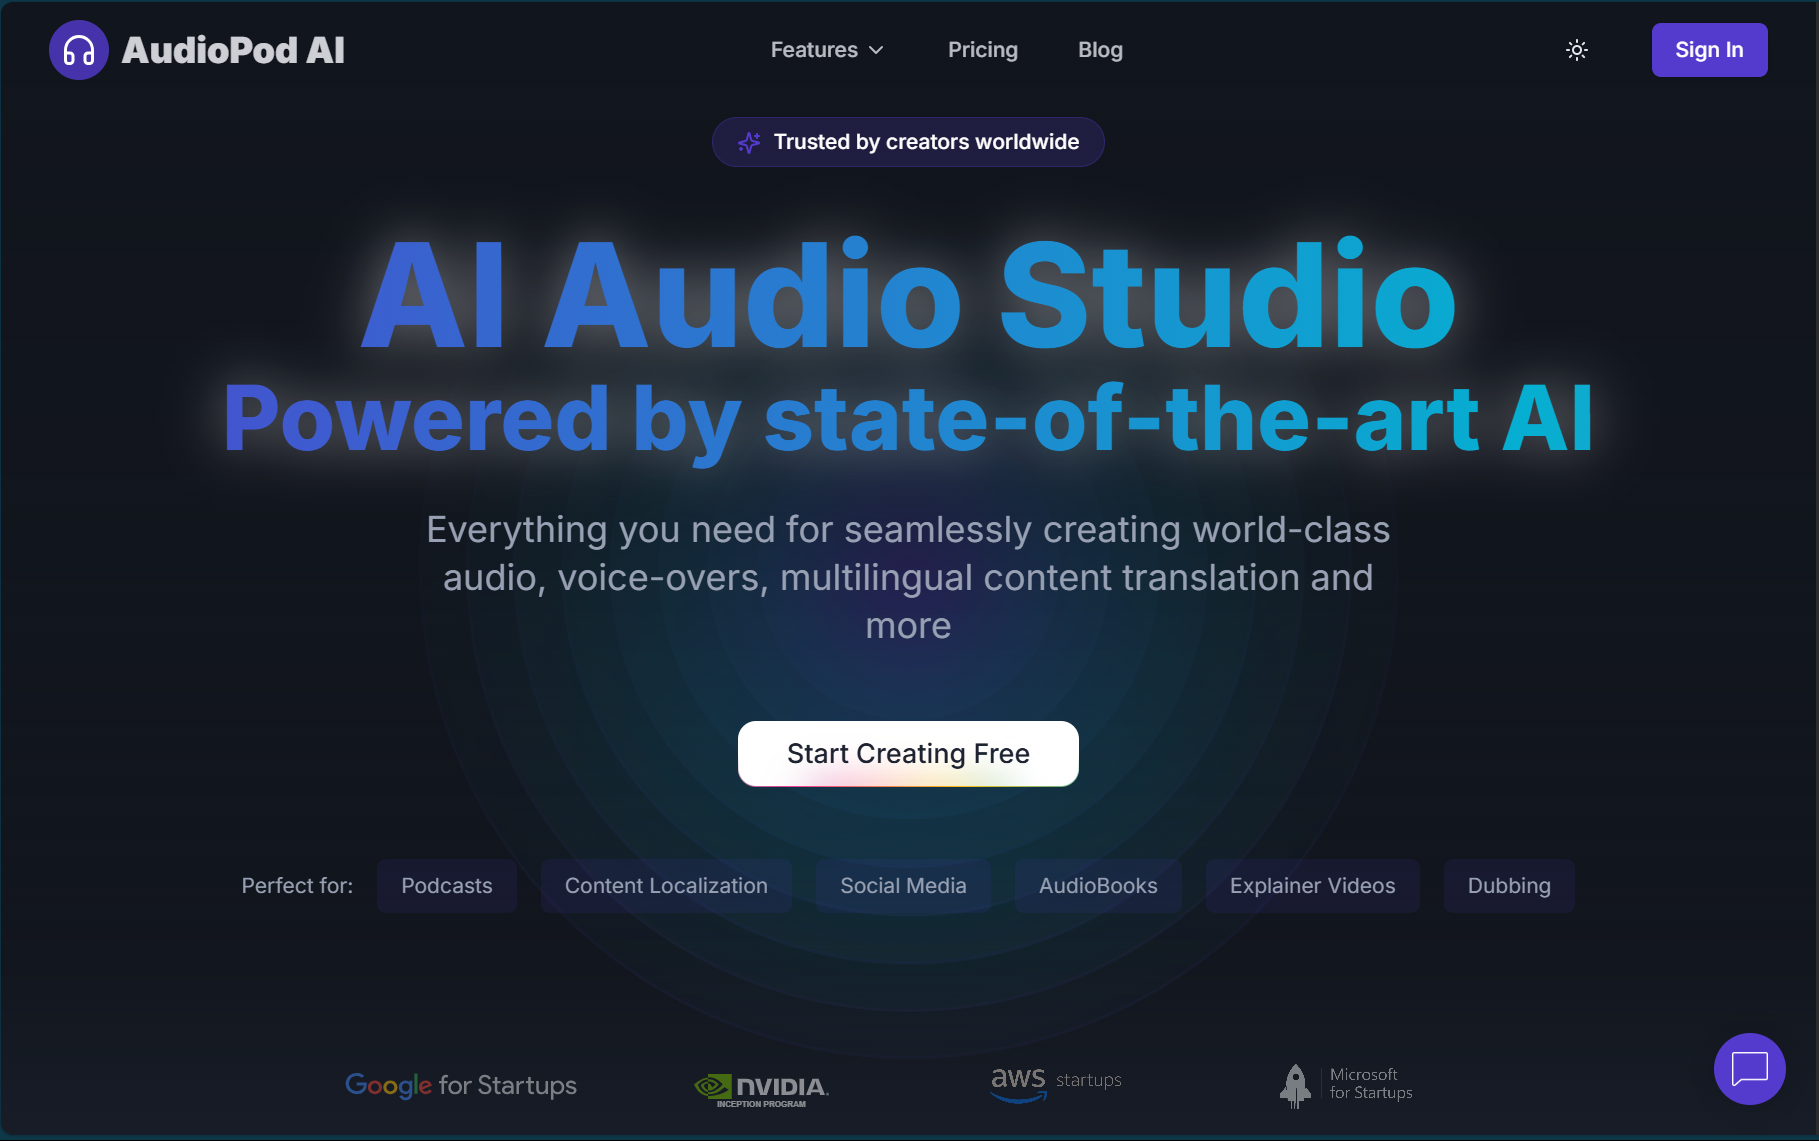 AudioPod AI
Features
Pricing
Blog
Sign In
Trusted by creators worldwide
AI Audio Studio
Powered by state-of-the-art AI
Everything you need for seamlessly creating world-class
audio, voice-overs, multilingual content translation and
more
Start Creating Free
Perfect for:
Podcasts
Content Localization
Social Media
AudioBooks
Explainer Videos
Dubbing
Google for Startups
NVIDIA.
INCEPTION PROGRAM
aws startups
Microsoft
for Startups